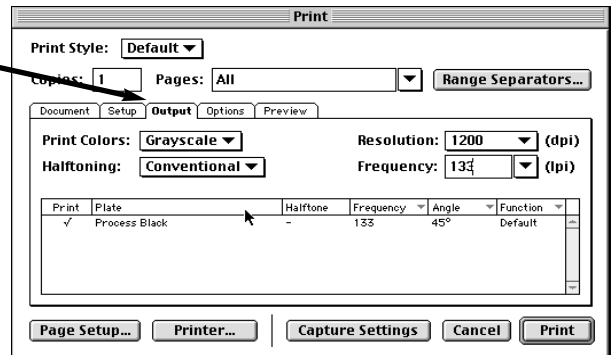 Print
Print Style: Default
Copies: 1 Pages: All Range Separators...
Document Setup Output Options Preview
Print Colors: Grayscale Resolution: 1200 (dpi)
Halftoning: Conventional Frequency: 133 (lpi)
Print Plate Halftone Frequency Angle Function
√ Process Black - 133 45° Default
Page Setup... Printer... Capture Settings Cancel Print